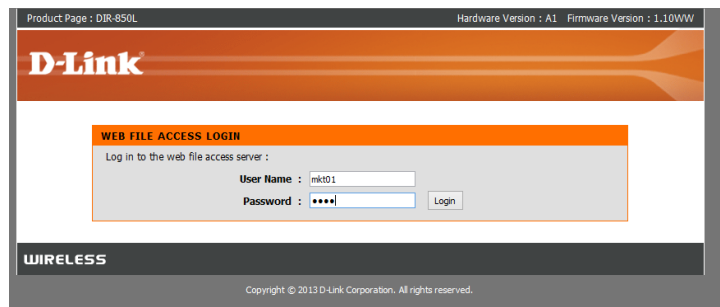 Product Page : DIR-850L Hardware Version : A1 Firmware Version : 1.10WW
D-Link
WEB FILE ACCESS LOGIN
Log in to the web file access server :
User Name : mkt01
Password : •••• Login
WIRELESS
Copyright © 2013 D-Link Corporation. All rights reserved.